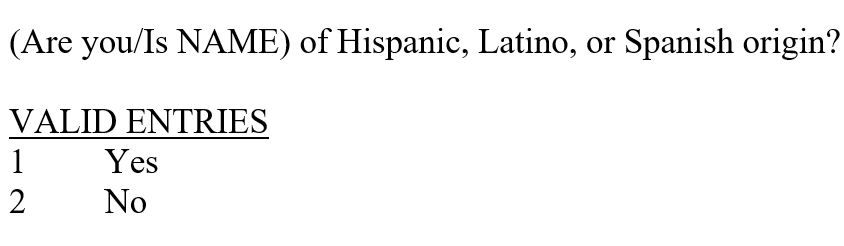 (Are you/Is NAME) of Hispanic, Latino, or Spanish origin?
VALID ENTRIES
1 Yes
2 No